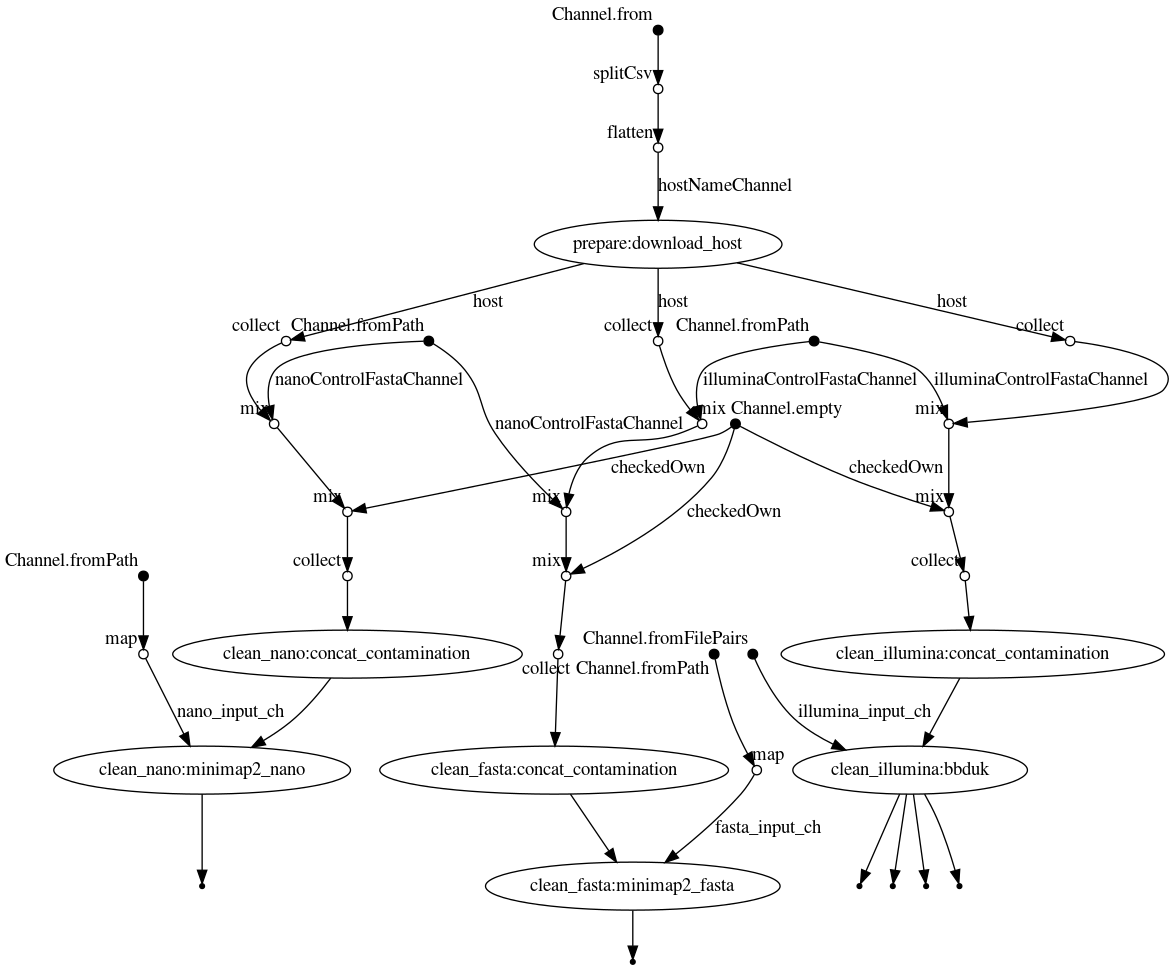 Channel.from
splitCsv
flatten
hostNameChannel
prepare:download_host
host
host
host
collect
Channel.fromPath
collect
Channel.fromPath
collect
nanoControlFastaChannel
illuminaControlFastaChannel
illuminaControlFastaChannel
mix
mix
Channel.empty
mix
nanoControlFastaChannel
checkedOwn
checkedOwn
mix
mix
mix
checkedOwn
Channel.fromPath
collect
mix
collect
map
clean_nano:concat_contamination
Channel.fromFilePairs
clean_illumina:concat_contamination
collect
Channel.fromPath
nano_input_ch
illumina_input_ch
map
clean_nano:minimap2_nano
clean_fasta:concat_contamination
clean_illumina:bbduk
fasta_input_ch
clean_fasta:minimap2_fasta